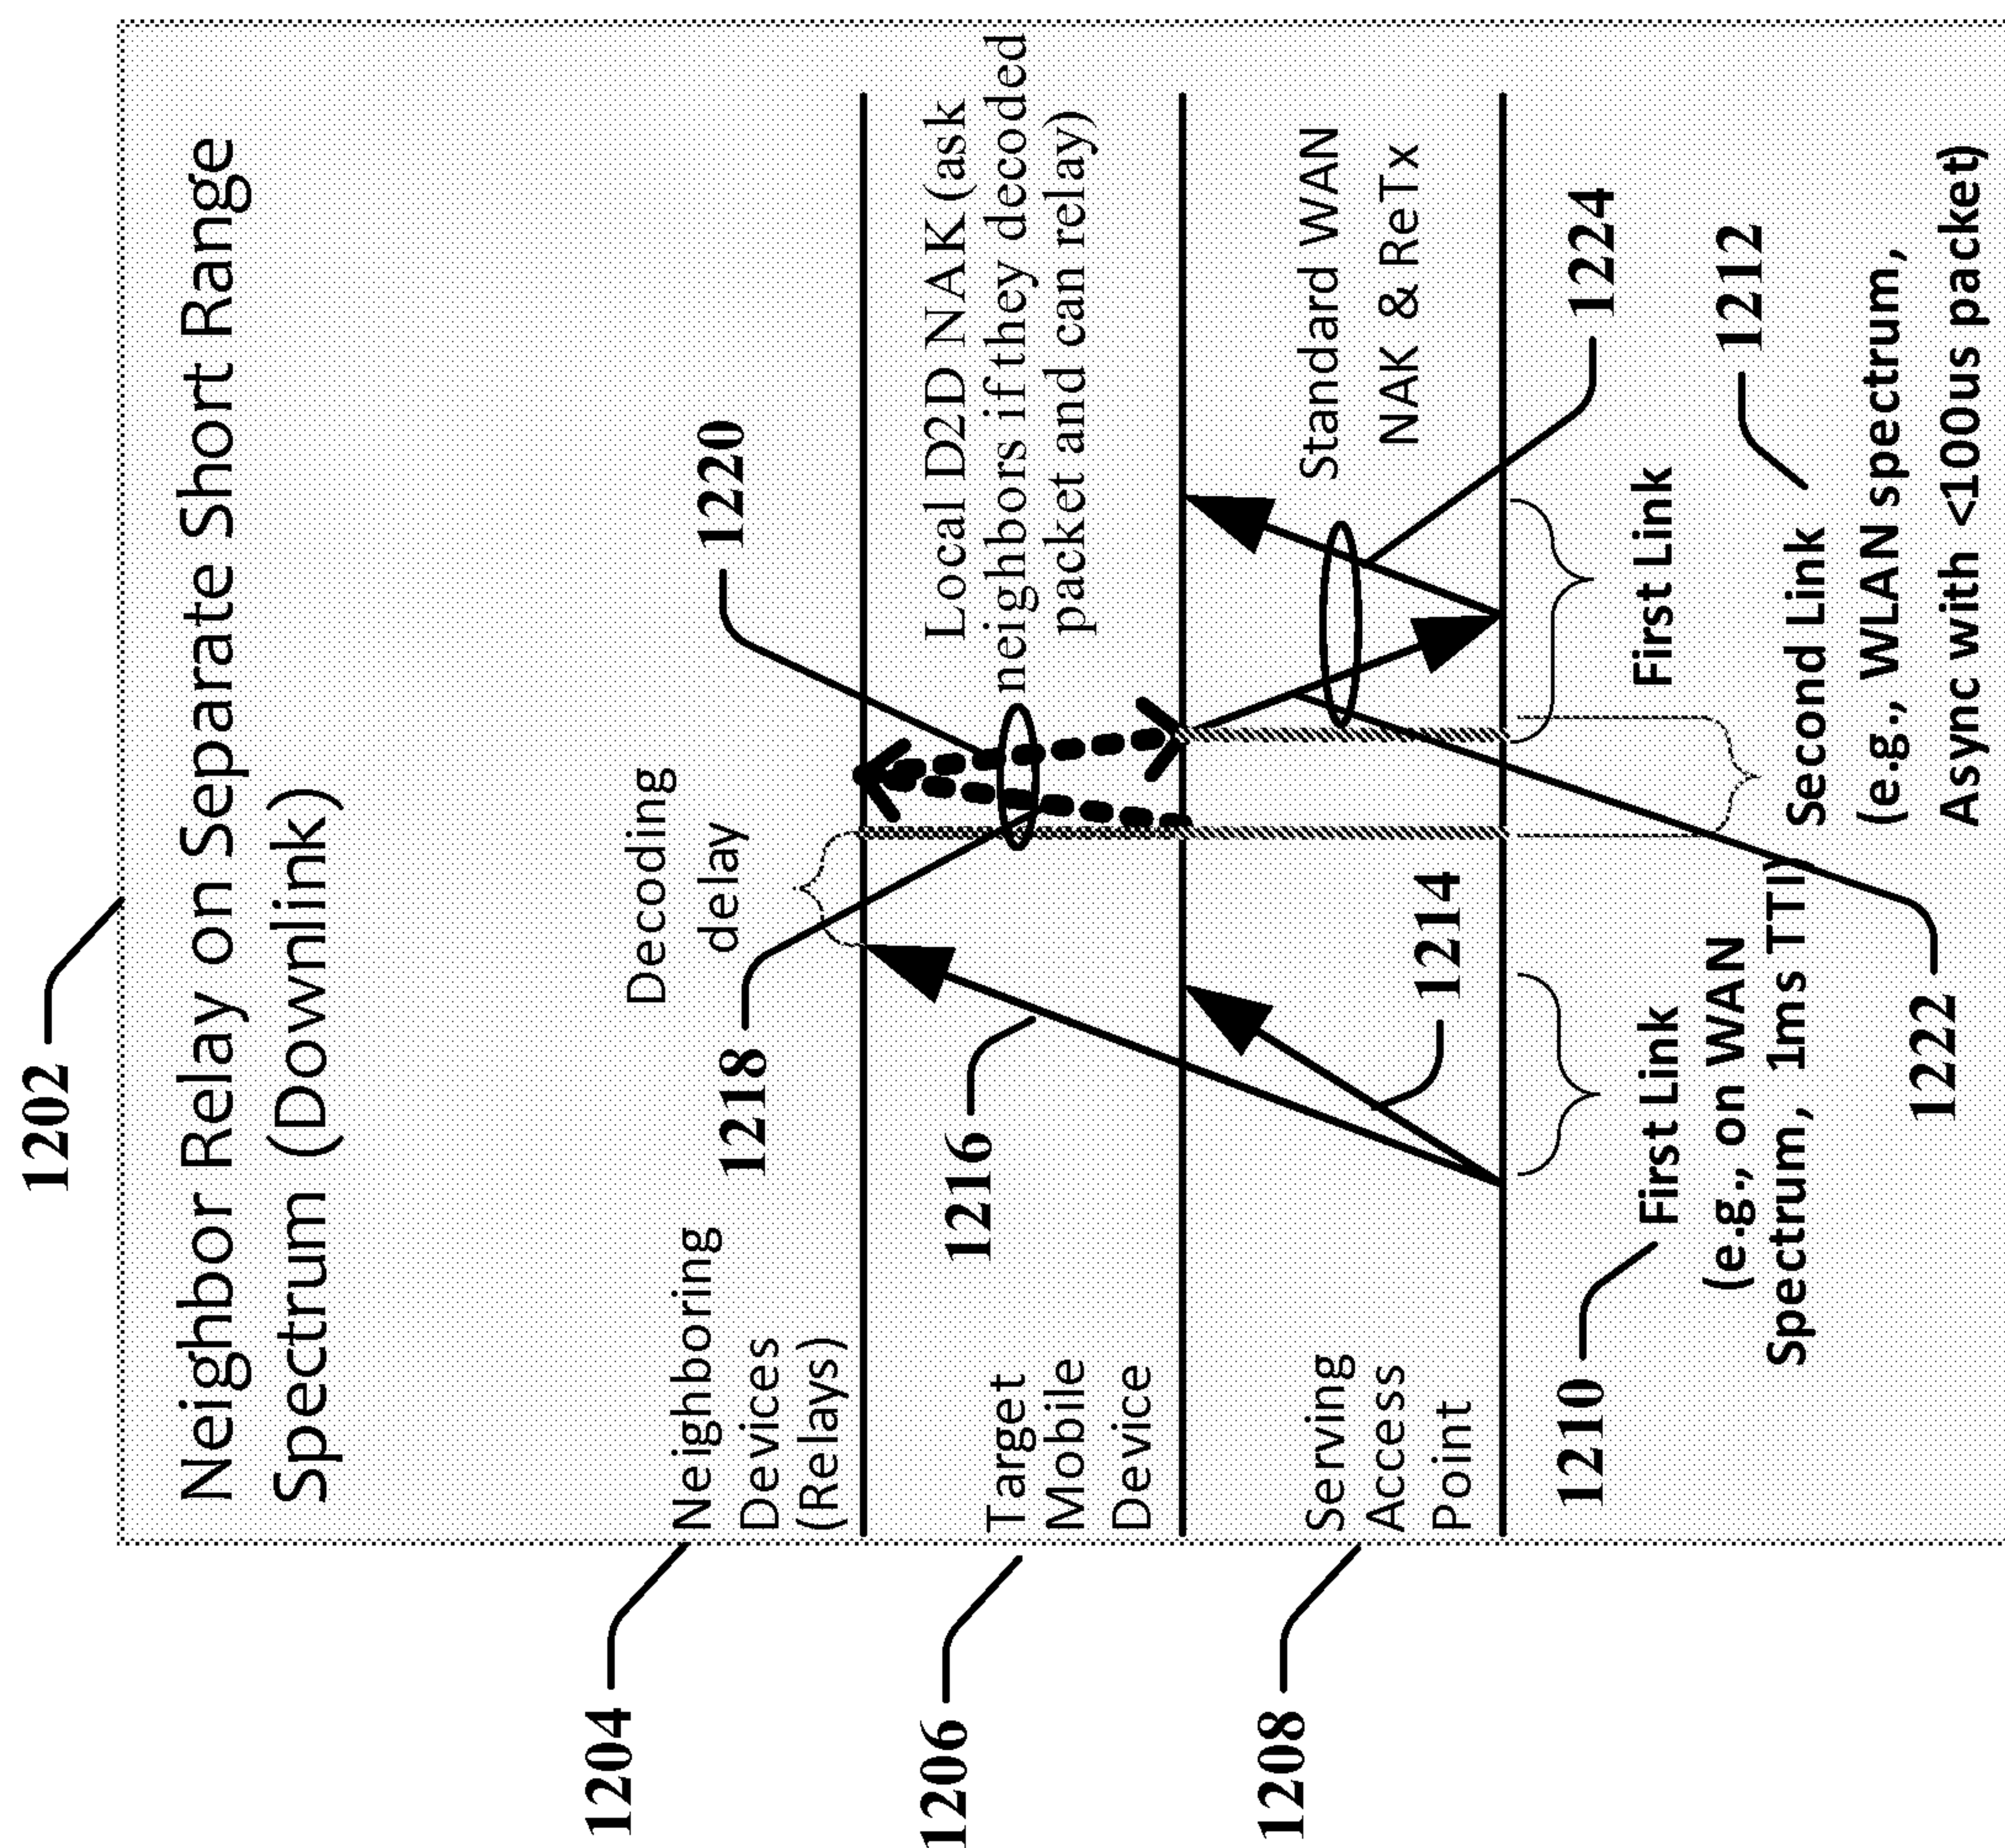 1202
Neighbor Relay on Separate Short Range
Spectrum (Downlink)
1204
Neighboring
Devices
(Relays)
Decoding
delay
1218
1220
1216
Local D2D NAK (ask
neighbors if they decoded
packet and can relay)
1206
Target
Mobile
Device
1208
Serving
Access
Point
1214
Standard WAN
NAK & ReTx
1224
1210
First Link
(e.g., on WAN
Spectrum, 1ms TTI)
First Link
1212
Second Link
(e.g., WLAN spectrum,
Async with <100us packet)
1222